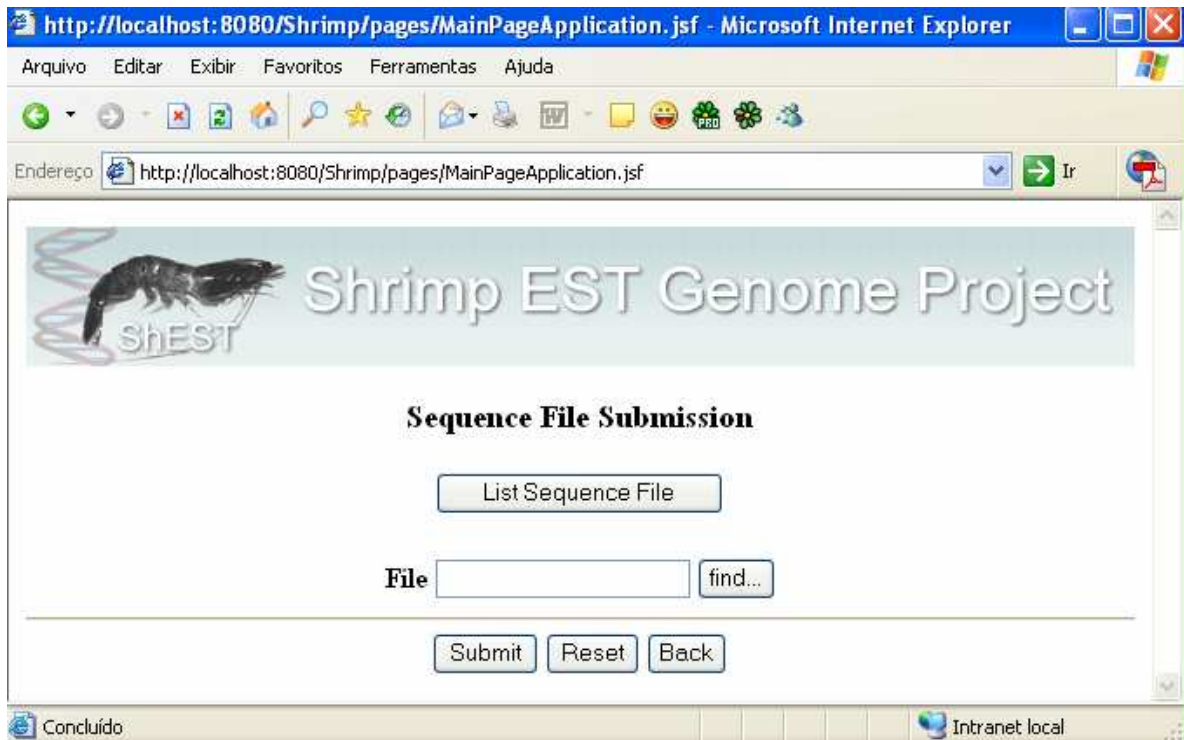 http://localhost:8080/Shrimp/pages/MainPageApplication.jsf - Microsoft Internet Explorer
Arquivo Editar Exibir Favoritos Ferramentas Ajuda
PRO
Endereço http://localhost:8080/Shrimp/pages/MainPageApplication.jsf Ir
Shrimp EST Genome Project
ShEST
Sequence File Submission
List Sequence File
File find...
Submit Reset Back
Concluído Intranet local